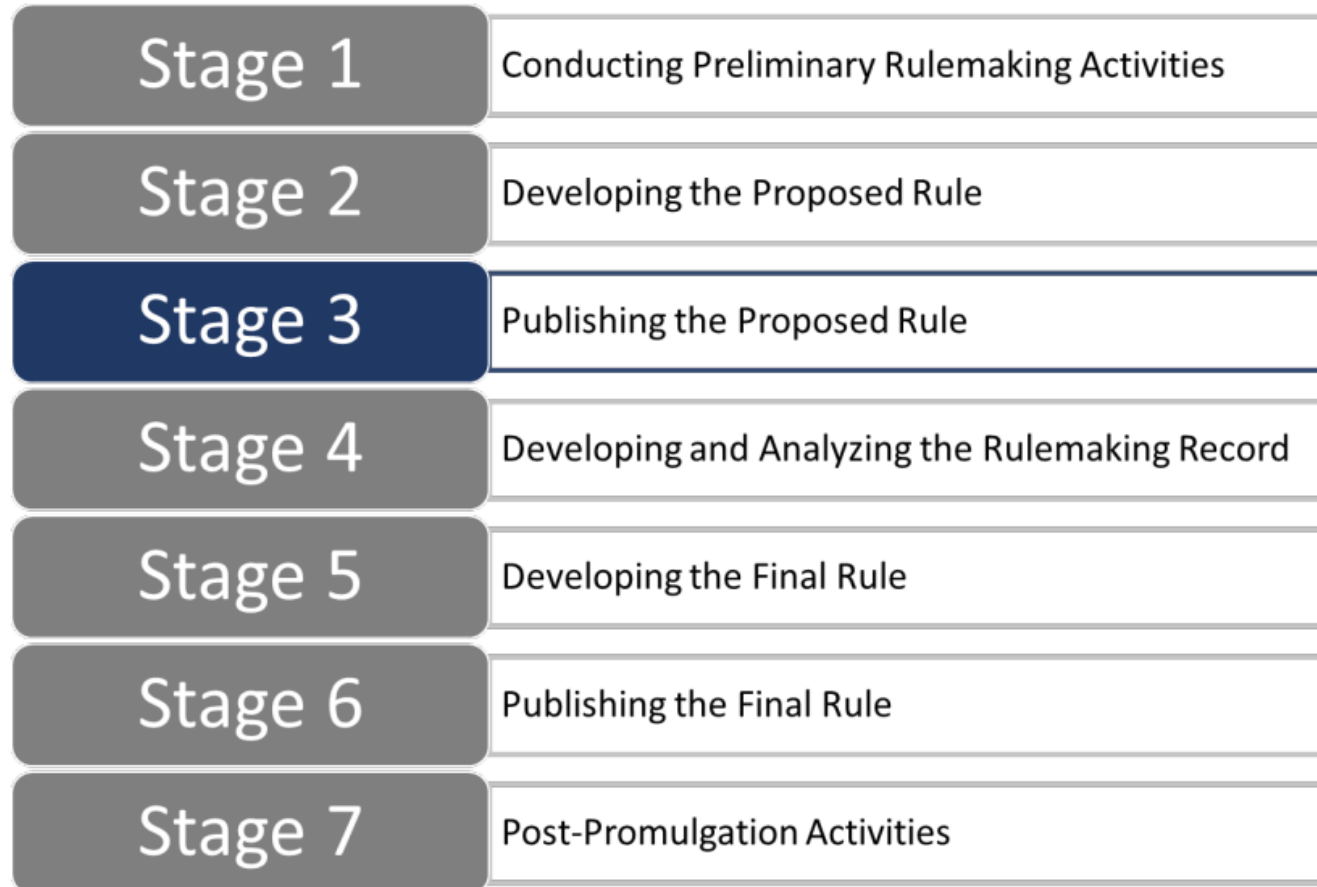 Stage 1
Conducting Preliminary Rulemaking Activities
Stage 2
Developing the Proposed Rule
Stage 3
Publishing the Proposed Rule
Stage 4
Developing and Analyzing the Rulemaking Record
Stage 5
Developing the Final Rule
Stage 6
Publishing the Final Rule
Stage 7
Post-Promulgation Activities